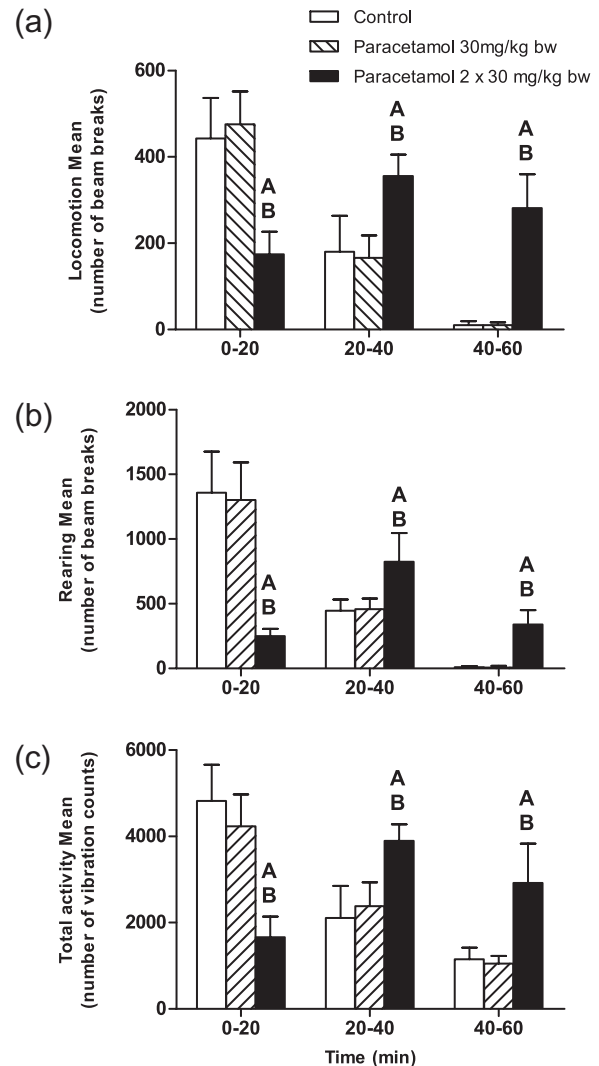 (a)
Control
Paracetamol 30mg/kg bw
Paracetamol 2 x 30 mg/kg bw
Locomotion Mean
(number of beam breaks)
600
400
200
0
A
B
A
B
A
B
0-20
20-40
40-60
(b)
Rearing Mean
(number of beam breaks)
2000
1500
1000
500
0
A
B
A
B
A
B
0-20
20-40
40-60
(c)
Total activity Mean
(number of vibration counts)
6000
4000
2000
0
A
B
A
B
A
B
0-20
20-40
40-60
Time (min)